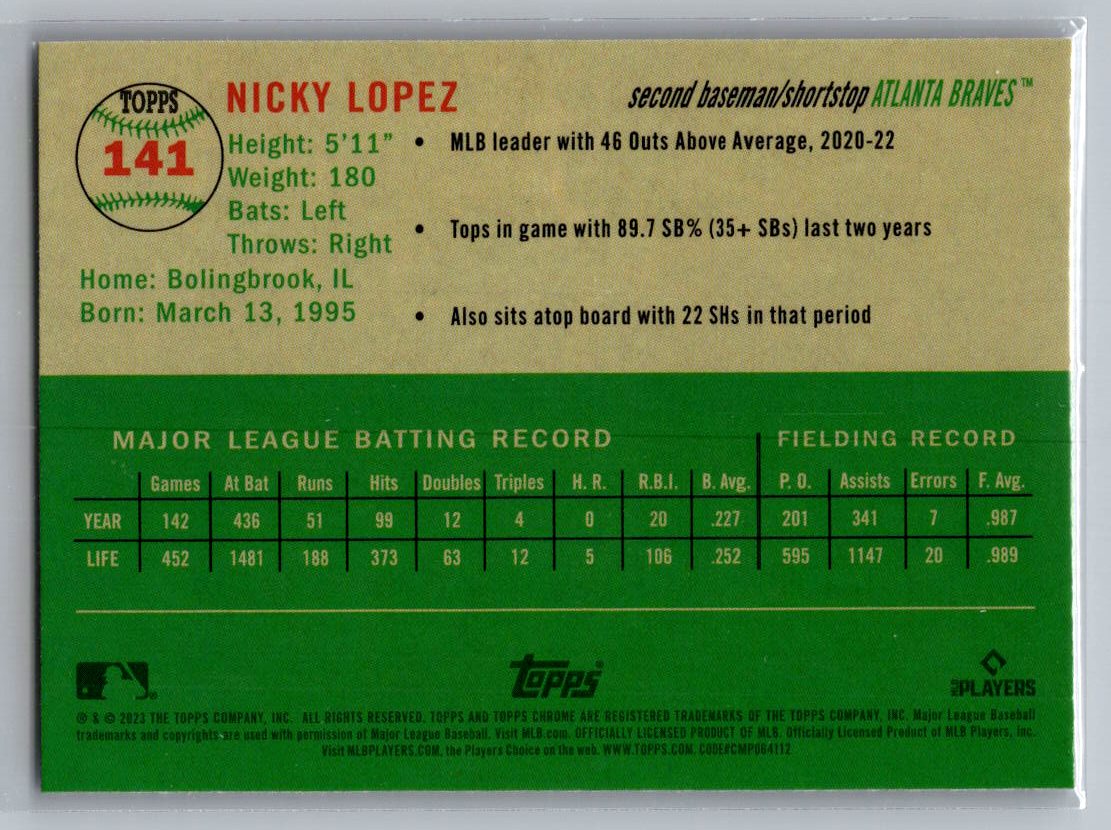 TOPPS
141
NICKY LOPEZ
second baseman/shortstop ATLANTA BRAVES™
Height: 5'11"
Weight: 180
Bats: Left
Throws: Right
Home: Bolingbrook, IL
Born: March 13, 1995
• MLB leader with 46 Outs Above Average, 2020-22
• Tops in game with 89.7 SB% (35+ SBs) last two years
• Also sits atop board with 22 SHs in that period
MAJOR LEAGUE BATTING RECORD FIELDING RECORD
Games At Bat Runs Hits Doubles Triples H. R. R.B.I. B. Avg. P. O. Assists Errors F. Avg.
YEAR 142 436 51 99 12 4 0 20 .227 201 341 7 .987
LIFE 452 1481 188 373 63 12 5 106 .252 595 1147 20 .989
topps
PLAYERS
® & © 2023 THE TOPPS COMPANY, INC. ALL RIGHTS RESERVED. TOPPS AND TOPPS CHROME ARE REGISTERED TRADEMARKS OF THE TOPPS COMPANY, INC. Major League Baseball
trademarks and copyrights are used with permission of Major League Baseball. Visit MLB.com. OFFICIALLY LICENSED PRODUCT OF MLB. Officially Licensed Product of MLB Players, Inc.
Visit MLBPLAYERS.COM, the Players Choice on the web. WWW.TOPPS.COM. CODE#CMP064112